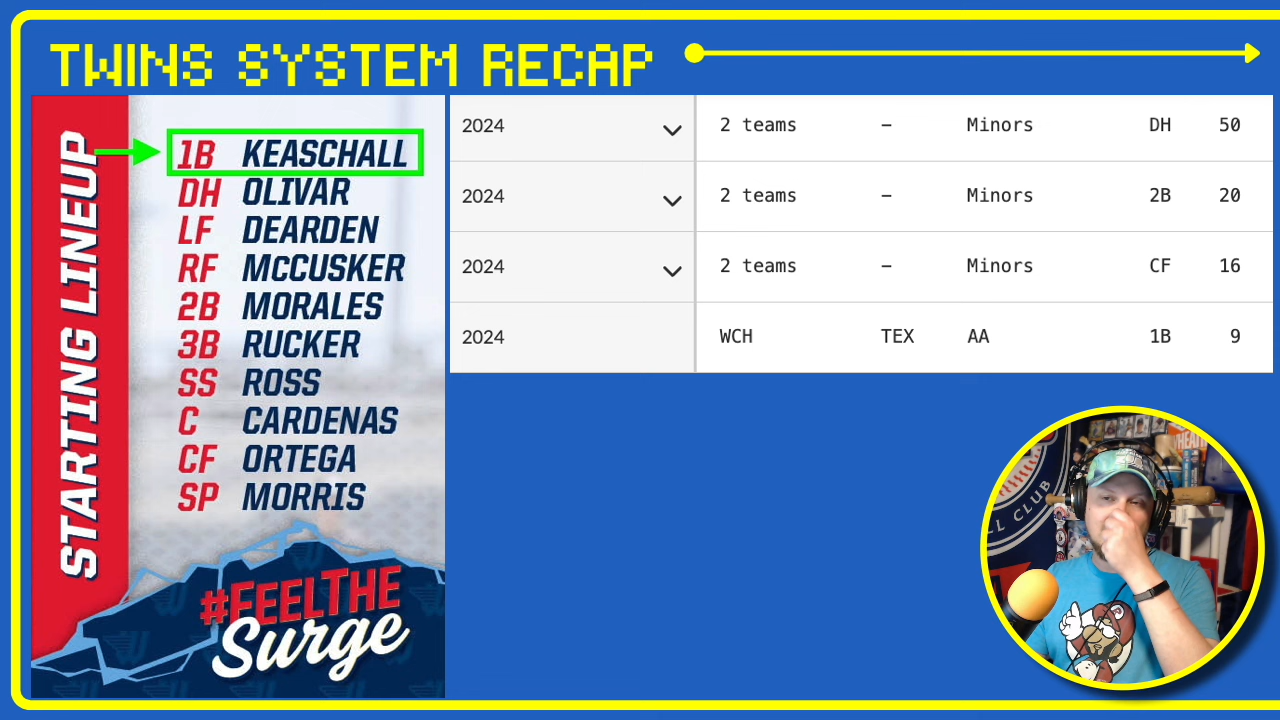 TWINS SYSTEM RECAP
STARTING LINEUP
1B KEASCHALL
DH OLIVAR
LF DEARDEN
RF McCUSKER
2B MORALES
3B RUCKER
SS ROSS
C CARDENAS
CF ORTEGA
SP MORRIS
#FEELTHE
Surge
2024 2 teams – Minors DH 50
2024 2 teams – Minors 2B 20
2024 2 teams – Minors CF 16
2024 WCH TEX AA 1B 9
LL CLUB